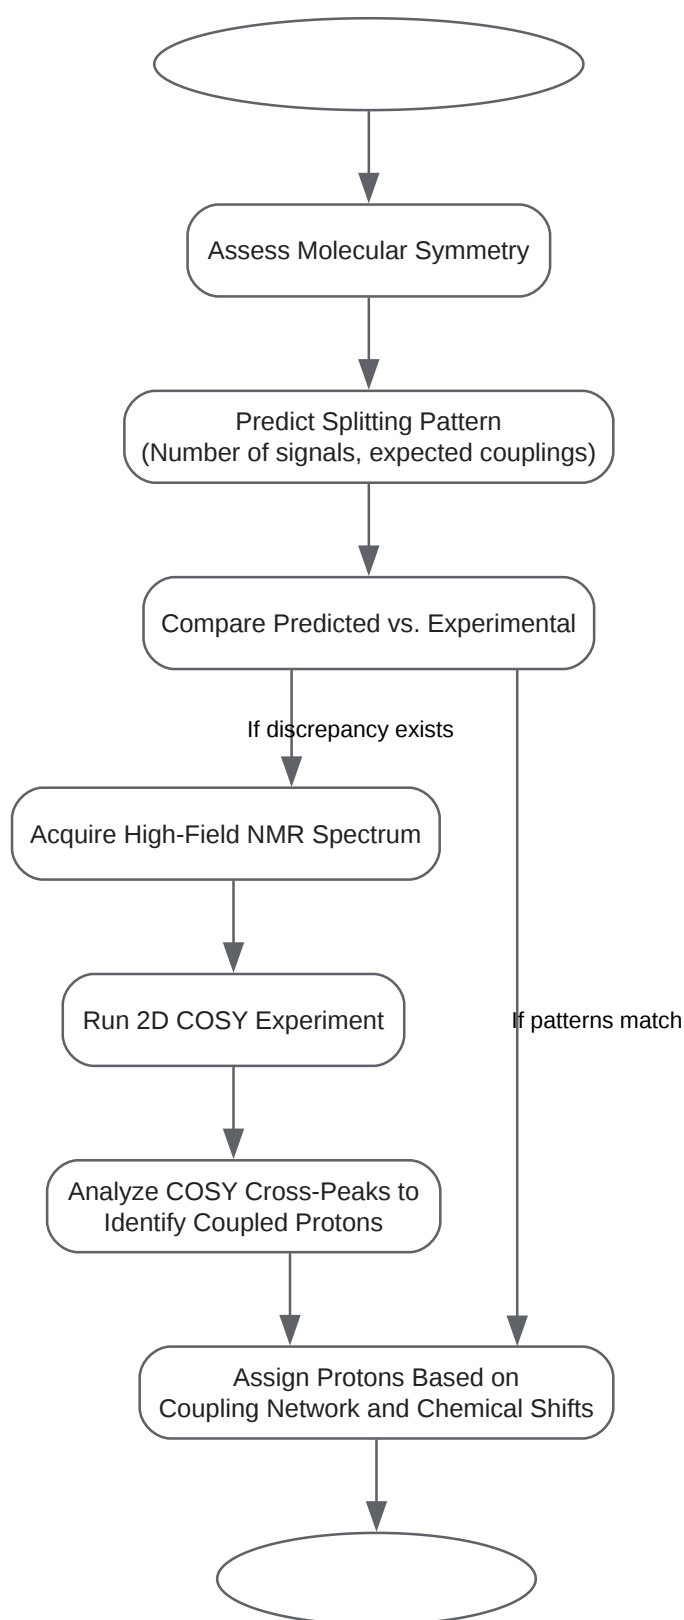 Assess Molecular Symmetry
Predict Splitting Pattern
(Number of signals, expected couplings)
Compare Predicted vs. Experimental
If discrepancy exists
Acquire High-Field NMR Spectrum
Run 2D COSY Experiment
If patterns match
Analyze COSY Cross-Peaks to
Identify Coupled Protons
Assign Protons Based on
Coupling Network and Chemical Shifts